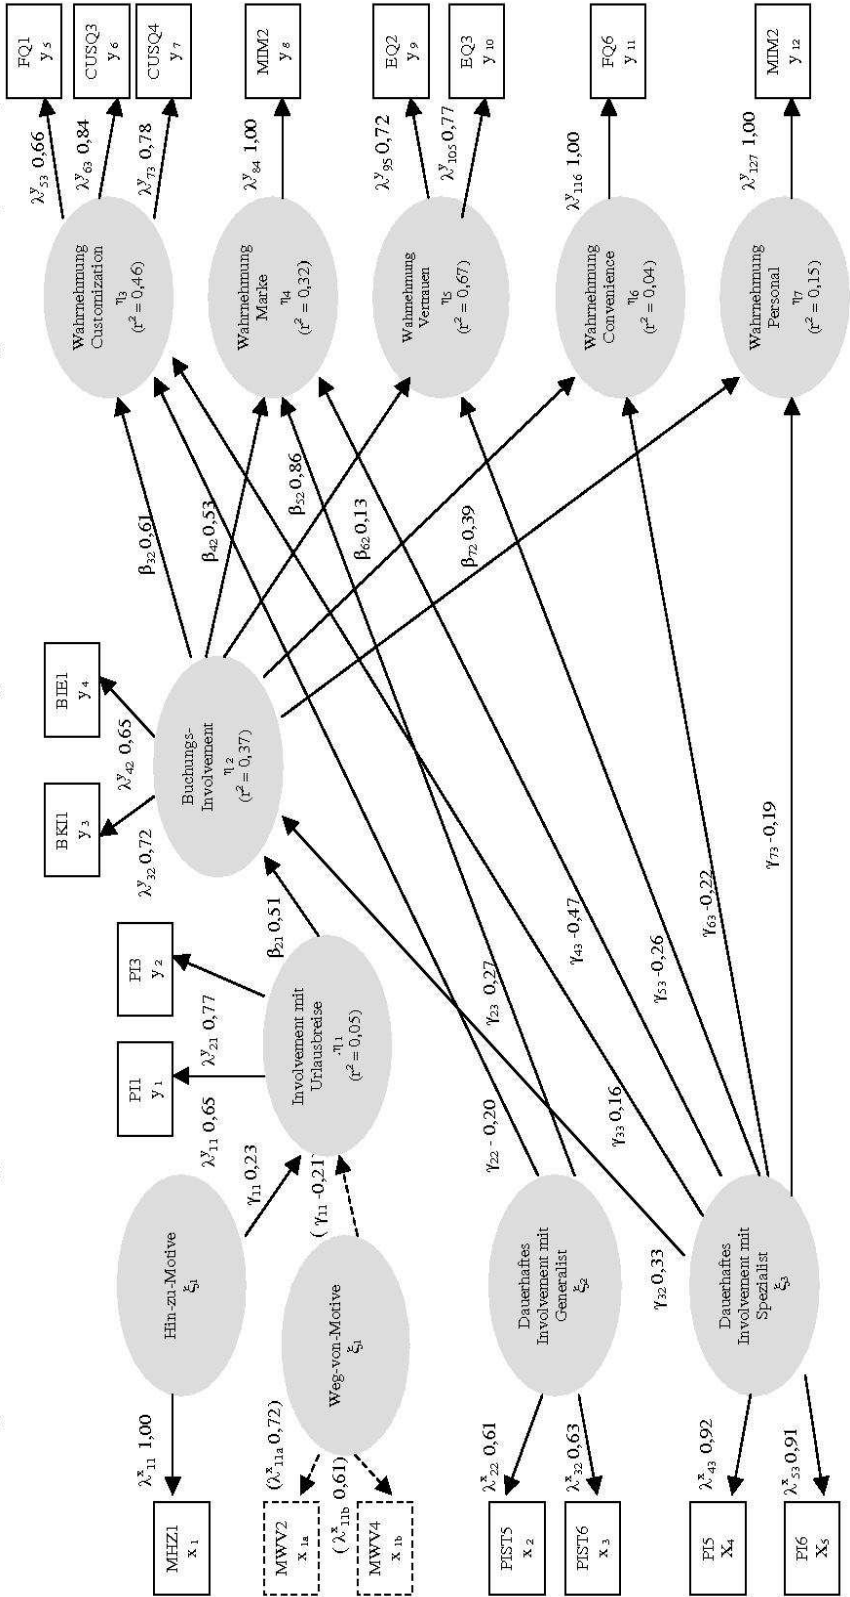 MHZ1
x 1
λˣ₁₁ 1,00
Hin-zu-Motive
ξ₁
γ₁₁ 0,23
MWV2
x 1a
(λˣ₁₁ₐ 0,72)
MWV4
x 1b
( λˣ₁₁b 0,61)
Weg-von-Motive
ξ₁
( γ₁₁ -0,21)
PIST5
x 2
λˣ₂₂ 0,61
PIST6
x 3
λˣ₃₂ 0,63
Dauerhaftes
Involvement mit
Generalist
ξ₂
γ₂₂ - 0,20
γ₂₃ 0,27
PI5
X₄
λˣ₄₃ 0,92
PI6
X₅
λˣ₅₃ 0,91
Dauerhaftes
Involvement mit
Spezialist
ξ₃
γ₃₂ 0,33
γ₃₃ 0,16
γ₄₃ -0,47
γ₅₃ -0,26
γ₆₃ -0,22
γ₇₃ -0,19
PI1
y 1
λʸ₁₁ 0,65
PI3
y 2
λʸ₂₁ 0,77
Involvement mit
Urlausbreise
.η₁
(r² = 0,05)
β₂₁ 0,51
BKI1
y 3
λʸ₃₂ 0,72
BIE1
y 4
λʸ₄₂ 0,65
Buchungs-
Involvement
η₂
(r² = 0,37)
β₃₂ 0,61
β₄₂ 0,53
β₅₂ 0,86
β₆₂ 0,13
β₇₂ 0,39
Wahrnehmung
Customization
η₃
(r² = 0,46)
λʸ₅₃ 0,66
FQ1
y 5
λʸ₆₃ 0,84
CUSQ3
y 6
λʸ₇₃ 0,78
CUSQ4
y 7
Wahrnehmung
Marke
η₄
(r² = 0,32)
λʸ₈₄ 1,00
MIM2
y 8
Wahrnehmung
Vertrauen
η₅
(r² = 0,67)
λʸ₉₅ 0,72
EQ2
y 9
λʸ₁₀₅ 0,77
EQ3
y 10
Wahrnehmung
Convenience
η₆
(r² = 0,04)
λʸ₁₁₆ 1,00
FQ6
y 11
Wahrnehmung
Personal
η₇
(r² = 0,15)
λʸ₁₂₇ 1,00
MIM2
y 12